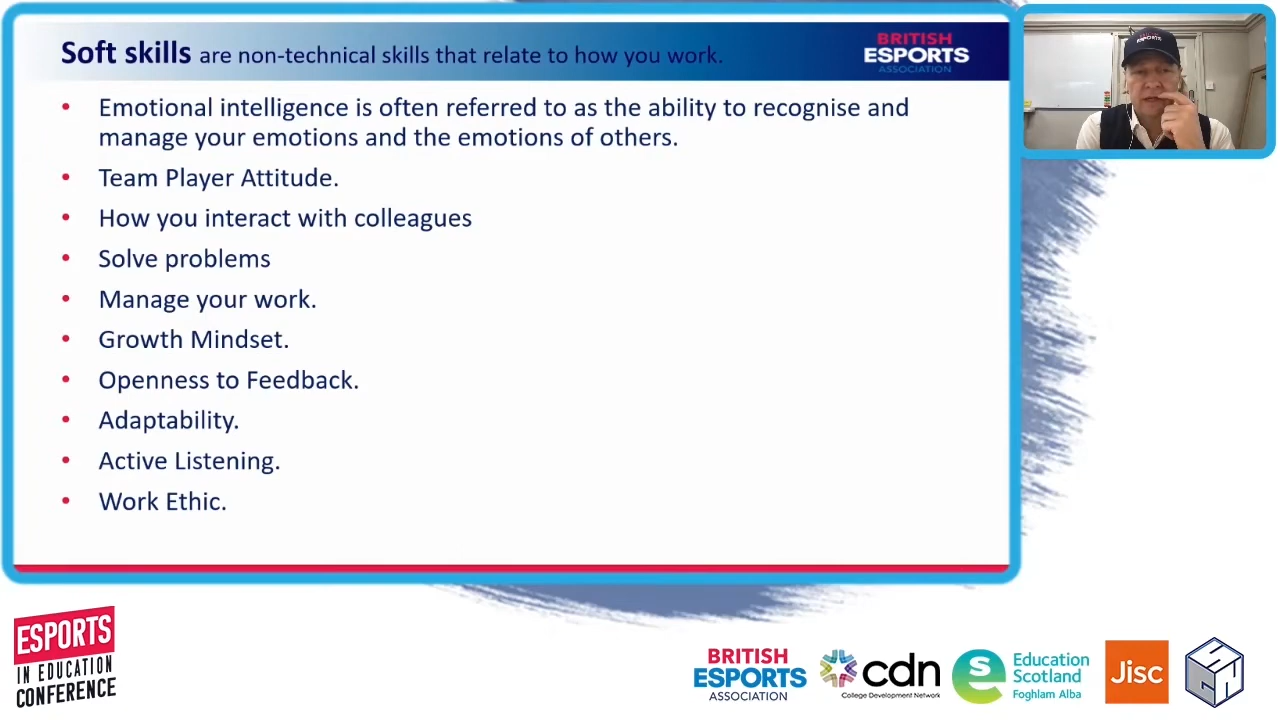 Soft skills are non-technical skills that relate to how you work.
BRITISH
ESPORTS
ASSOCIATION
• Emotional intelligence is often referred to as the ability to recognise and
manage your emotions and the emotions of others.
• Team Player Attitude.
• How you interact with colleagues
• Solve problems
• Manage your work.
• Growth Mindset.
• Openness to Feedback.
• Adaptability.
• Active Listening.
• Work Ethic.
ESPORTS
ESPORTS
IN EDUCATION
CONFERENCE
BRITISH
ESPORTS
ASSOCIATION
cdn
College Development Network
Education
Scotland
Foghlam Alba
Jisc